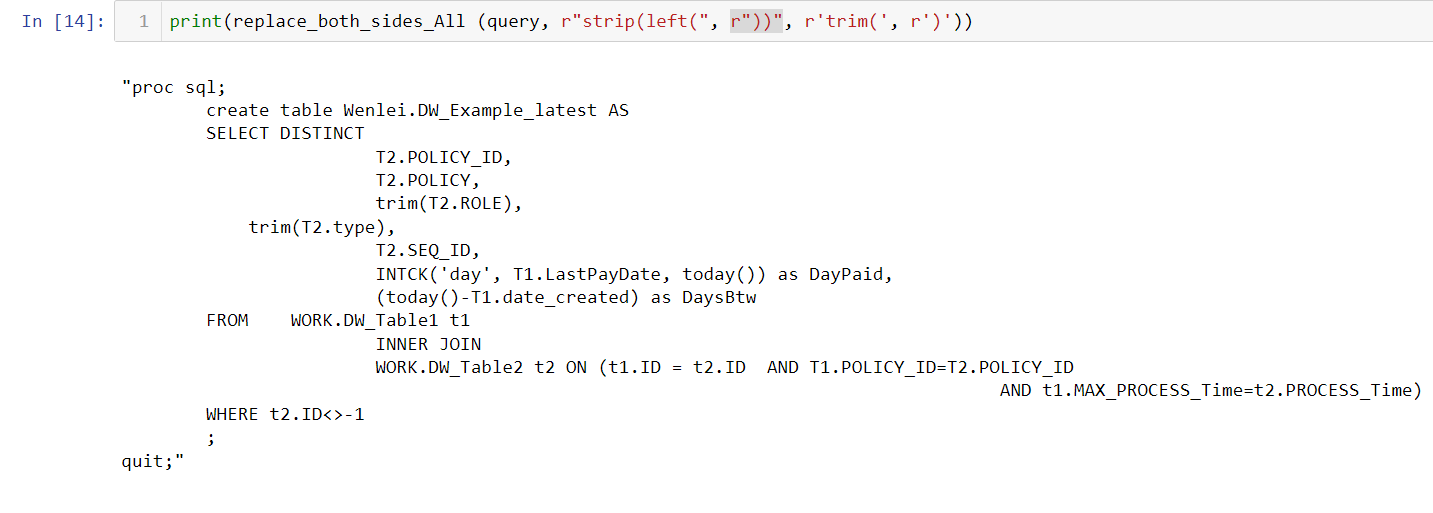 In [14]: 1 print(replace_both_sides_All (query, r"strip(left(", r"))", r'trim(', r')'))
"proc sql;
create table Wenlei.DW_Example_latest AS
SELECT DISTINCT
T2.POLICY_ID,
T2.POLICY,
trim(T2.ROLE),
trim(T2.type),
T2.SEQ_ID,
INTCK('day', T1.LastPayDate, today()) as DayPaid,
(today()-T1.date_created) as DaysBtw
FROM    WORK.DW_Table1 t1
INNER JOIN
WORK.DW_Table2 t2 ON (t1.ID = t2.ID  AND T1.POLICY_ID=T2.POLICY_ID
AND t1.MAX_PROCESS_Time=t2.PROCESS_Time)
WHERE t2.ID<>-1
;
quit;"